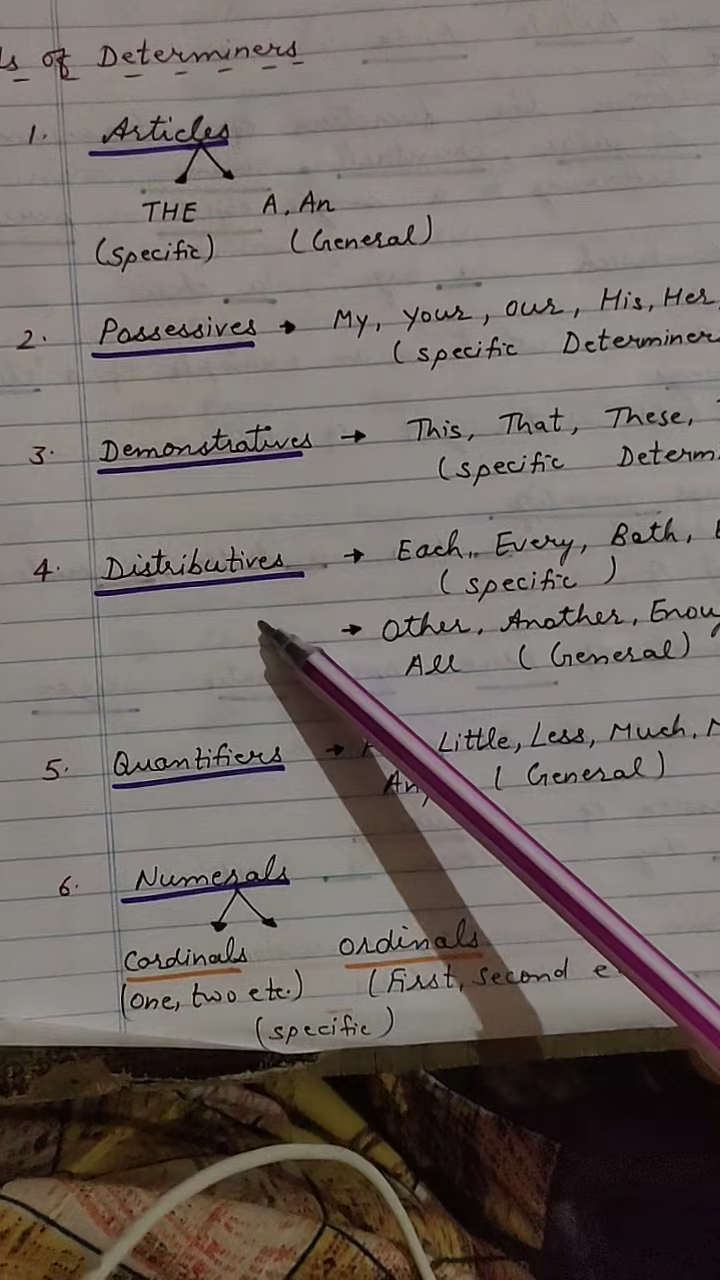 of Determiners
1. Articles
THE A, An
(Specific) (General)
2. Possessives → My, your, our, His, Her,
(specific Determiner
3. Demonstratives → This, That, These,
(specific Determ
4. Distributives → Each, Every, Both,
(specific)
→ Other, Another, Enou
All (General)
5. Quantifiers → Little, Less, Much,
(General)
6. Numerals
Cardinals Ordinals
(one, two etc.) (First, second
(specific)